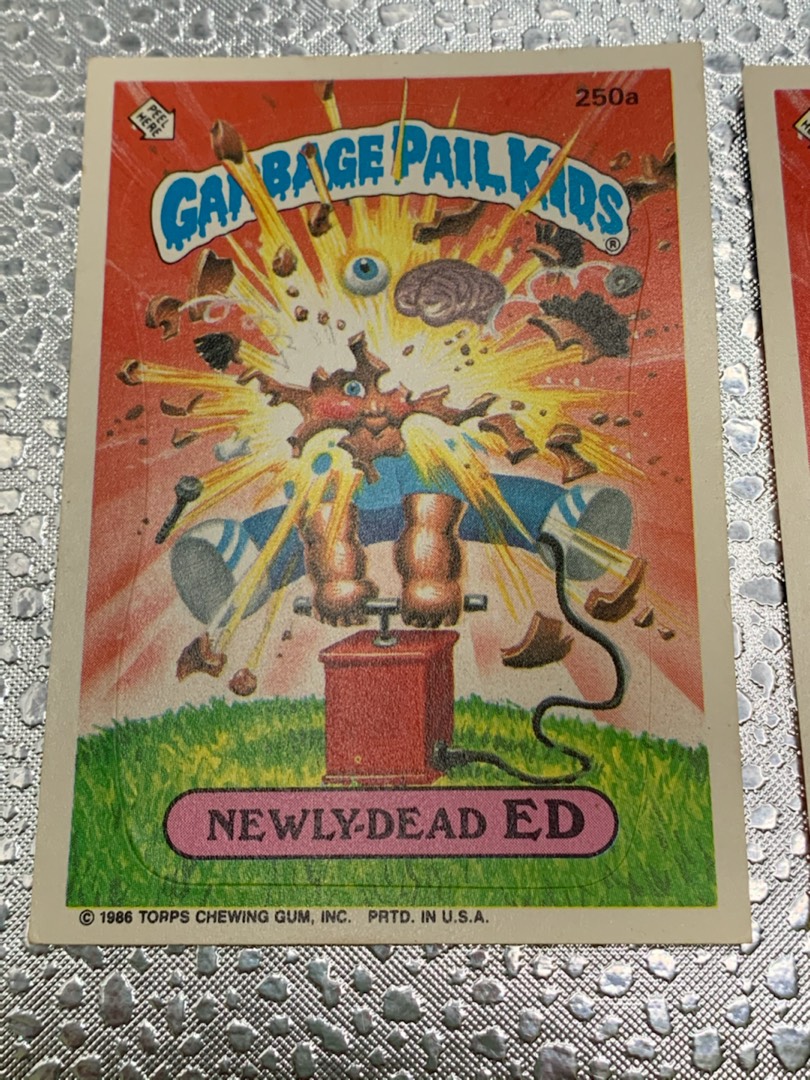 250a
PEEL
HERE
GARBAGE PAIL KIDS
®
NEWLY-DEAD ED
© 1986 TOPPS CHEWING GUM, INC. PRTD. IN U.S.A.